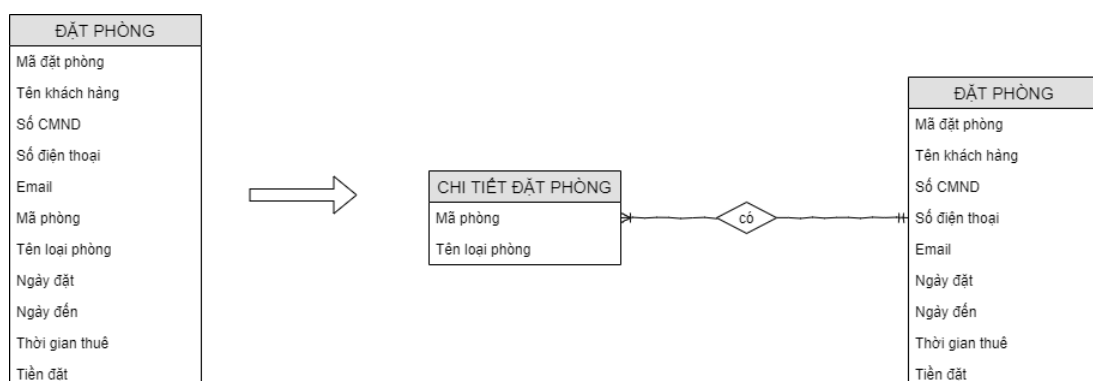 ĐẶT PHÒNG
Mã đặt phòng
Tên khách hàng
Số CMND
Số điện thoại
Email
Mã phòng
Tên loại phòng
Ngày đặt
Ngày đến
Thời gian thuê
Tiền đặt
CHI TIẾT ĐẶT PHÒNG
Mã phòng
Tên loại phòng
có
ĐẶT PHÒNG
Mã đặt phòng
Tên khách hàng
Số CMND
Số điện thoại
Email
Ngày đặt
Ngày đến
Thời gian thuê
Tiền đặt